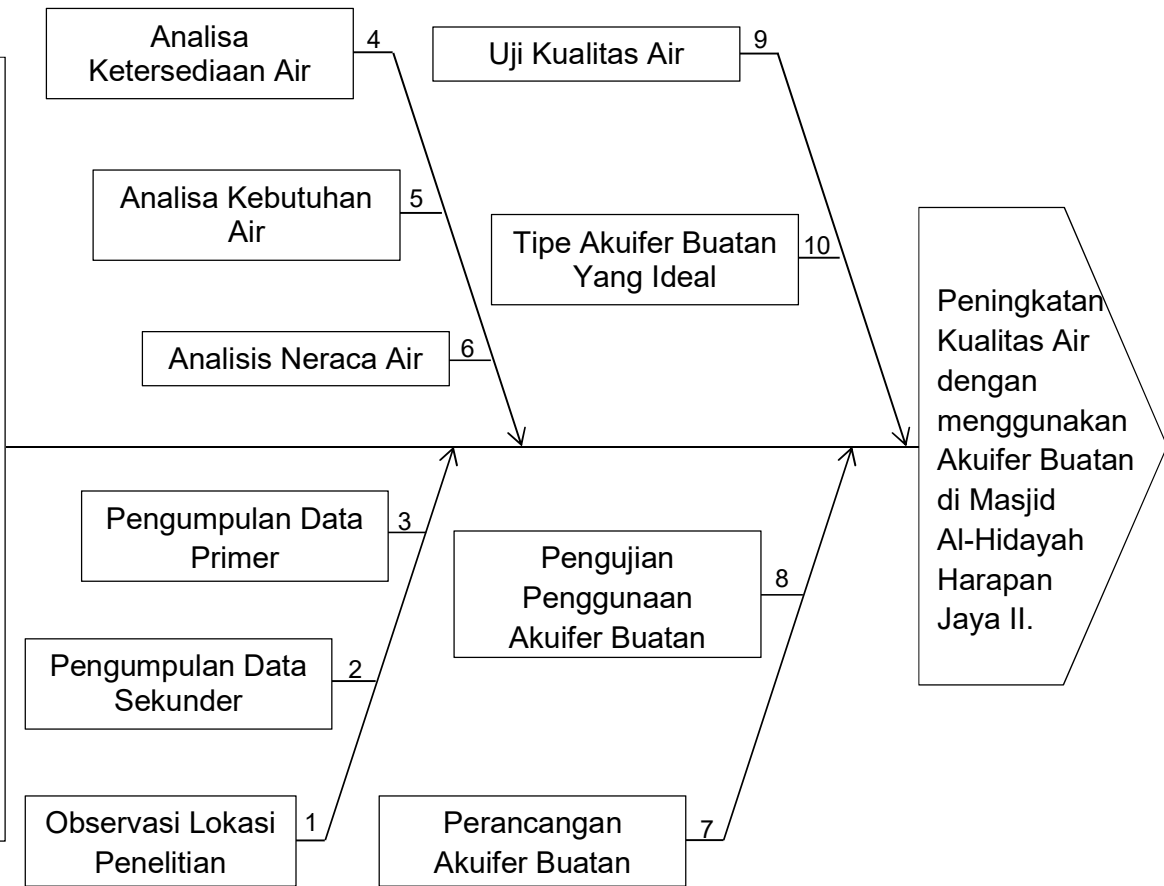 Analisa
Ketersediaan Air
4
Uji Kualitas Air
9
Analisa Kebutuhan
Air
5
Tipe Akuifer Buatan
Yang Ideal
10
Analisis Neraca Air
6
Peningkatan
Kualitas Air
dengan
menggunakan
Akuifer Buatan
di Masjid
Al-Hidayah
Harapan
Jaya II.
Pengumpulan Data
Primer
3
Pengujian
Penggunaan
Akuifer Buatan
8
Pengumpulan Data
Sekunder
2
Observasi Lokasi
Penelitian
1
Perancangan
Akuifer Buatan
7